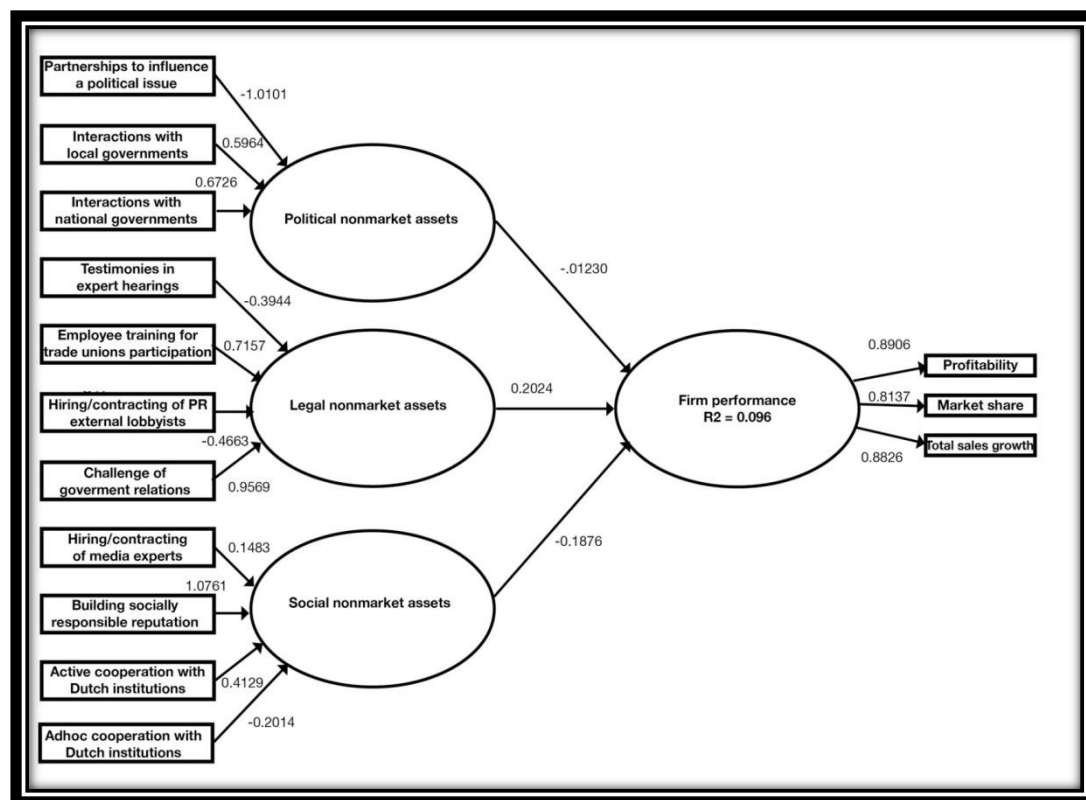 Partnerships to influence
a political issue
-1.0101
Interactions with
local governments
0.5964
0.6726
Interactions with
national governments
Political nonmarket assets
Testimonies in
expert hearings
-0.3944
-.01230
Employee training for
trade unions participation
0.7157
Hiring/contracting of PR
external lobbyists
-0.4663
Legal nonmarket assets
0.2024
Challenge of
goverment relations
0.9569
Firm performance
R2 = 0.096
0.8906
Profitability
0.8137
Market share
0.8826
Total sales growth
Hiring/contracting
of media experts
0.1483
1.0761
Building socially
responsible reputation
Social nonmarket assets
-0.1876
Active cooperation with
Dutch institutions
0.4129
Adhoc cooperation with
Dutch institutions
-0.2014